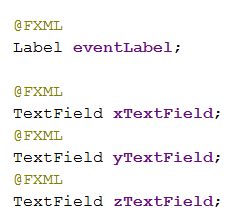 @FXML
Label eventLabel;

@FXML
TextField xTextField;
@FXML
TextField yTextField;
@FXML
TextField zTextField;